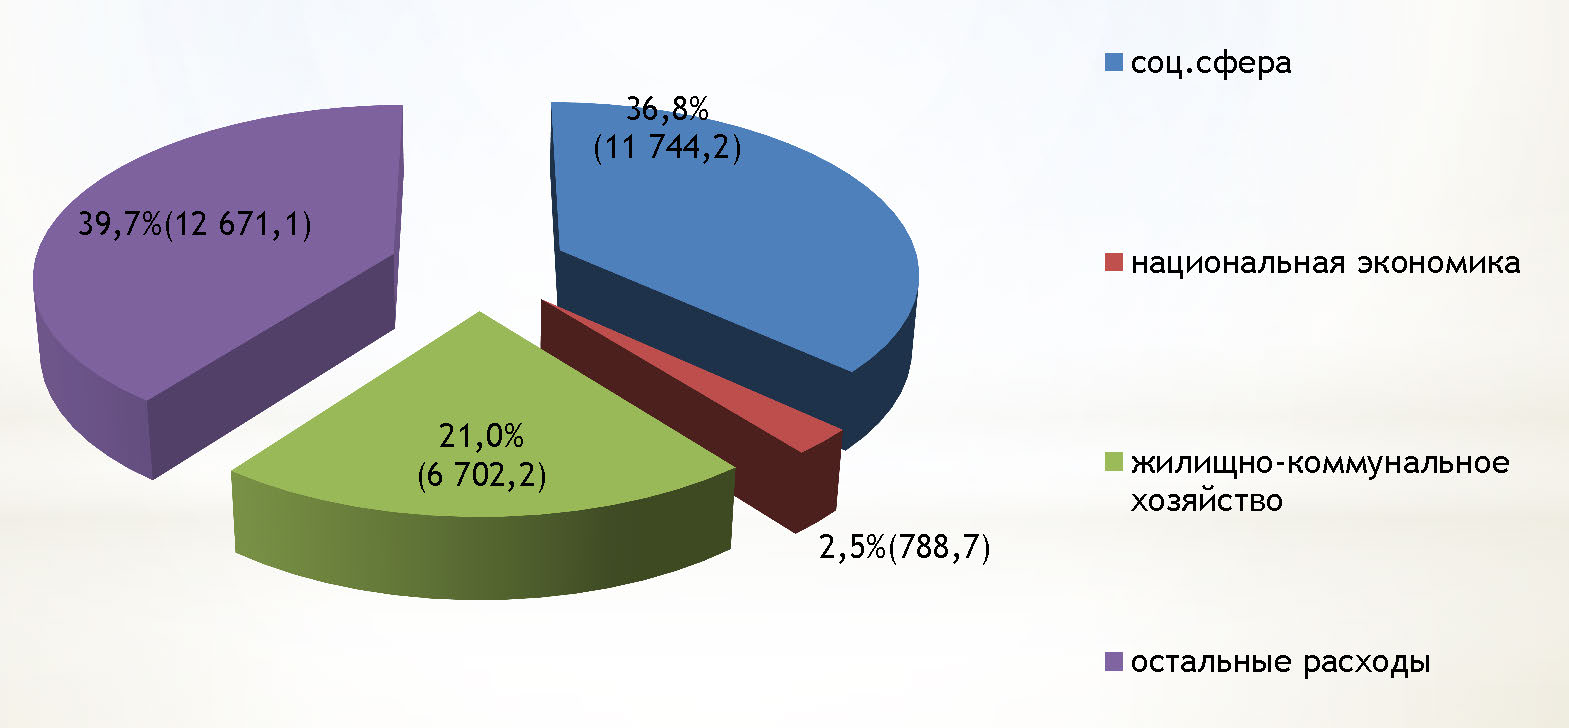 36,8%
(11 744,2)
39,7%(12 671,1)
21,0%
(6 702,2)
2,5%(788,7)
соц.сфера
национальная экономика
жилищно-коммунальное
хозяйство
остальные расходы